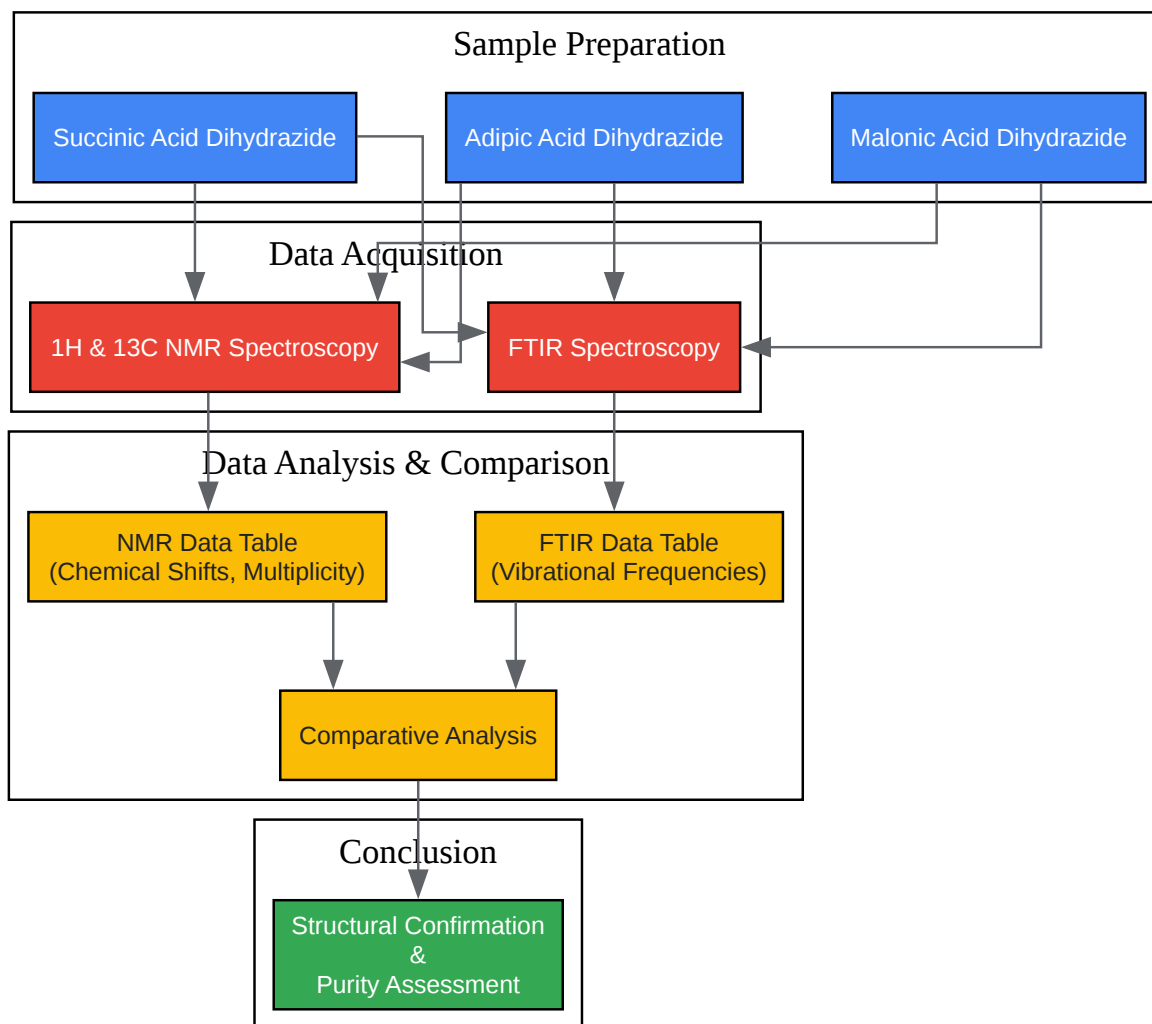 Sample Preparation
Succinic Acid Dihydrazide
Adipic Acid Dihydrazide
Malonic Acid Dihydrazide
Data Acquisition
1H & 13C NMR Spectroscopy
FTIR Spectroscopy
Data Analysis & Comparison
NMR Data Table
(Chemical Shifts, Multiplicity)
FTIR Data Table
(Vibrational Frequencies)
Comparative Analysis
Conclusion
Structural Confirmation
&
Purity Assessment